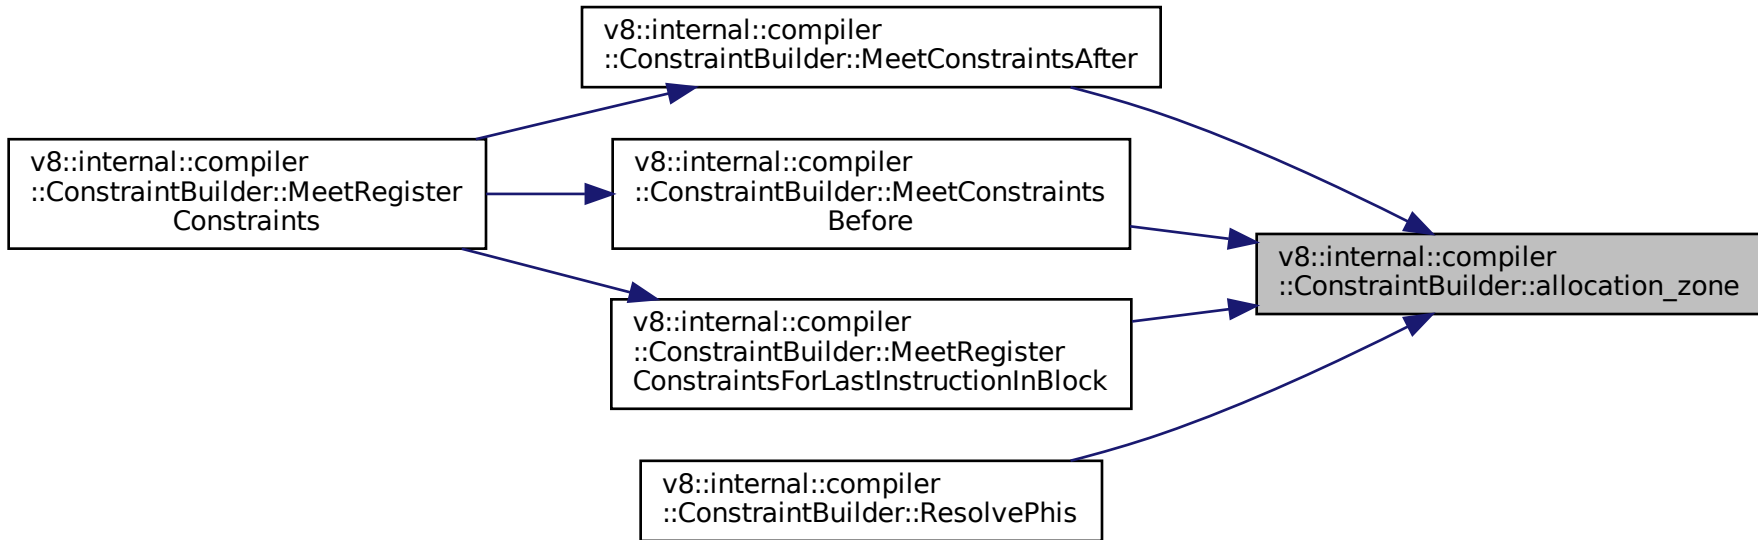 v8::internal::compiler
::ConstraintBuilder::MeetConstraintsAfter
v8::internal::compiler
::ConstraintBuilder::MeetRegister
Constraints
v8::internal::compiler
::ConstraintBuilder::MeetConstraints
Before
v8::internal::compiler
::ConstraintBuilder::allocation_zone
v8::internal::compiler
::ConstraintBuilder::MeetRegister
ConstraintsForLastInstructionInBlock
v8::internal::compiler
::ConstraintBuilder::ResolvePhis